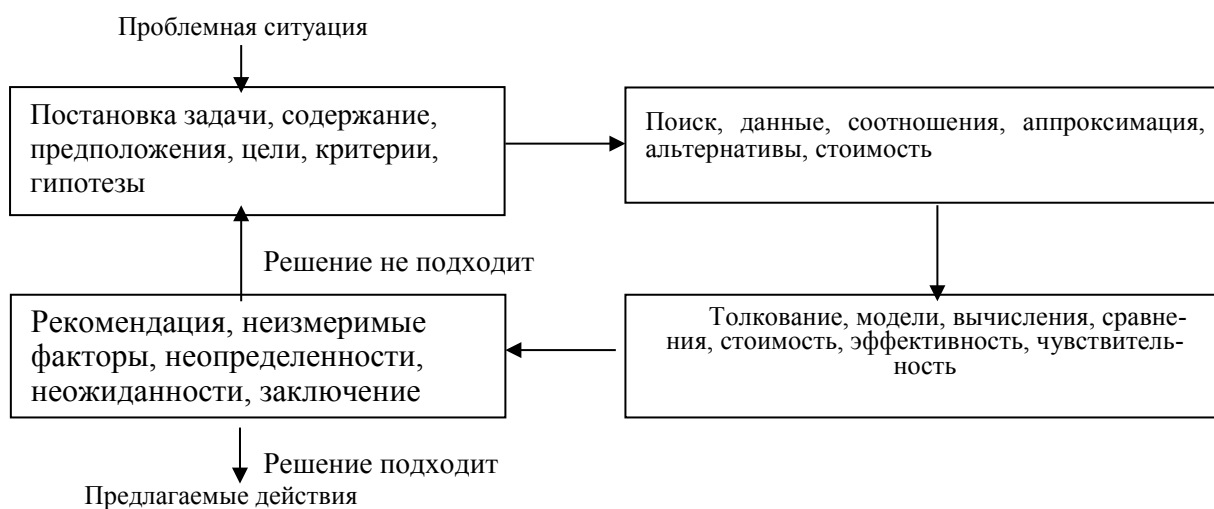 Проблемная ситуация
Постановка задачи, содержание,
предположения, цели, критерии,
гипотезы
Поиск, данные, соотношения, аппроксимация,
альтернативы, стоимость
Решение не подходит
Рекомендация, неизмеримые
факторы, неопределенности,
неожиданности, заключение
Толкование, модели, вычисления, сравне-
ния, стоимость, эффективность, чувствитель-
ность
Решение подходит
Предлагаемые действия